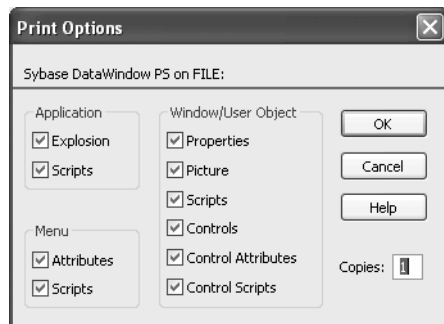 Print Options
Sybase DataWindow PS on FILE:
Application
Explosion
Scripts
Menu
Attributes
Scripts
Window/User Object
Properties
Picture
Scripts
Controls
Control Attributes
Control Scripts
OK
Cancel
Help
Copies: 1